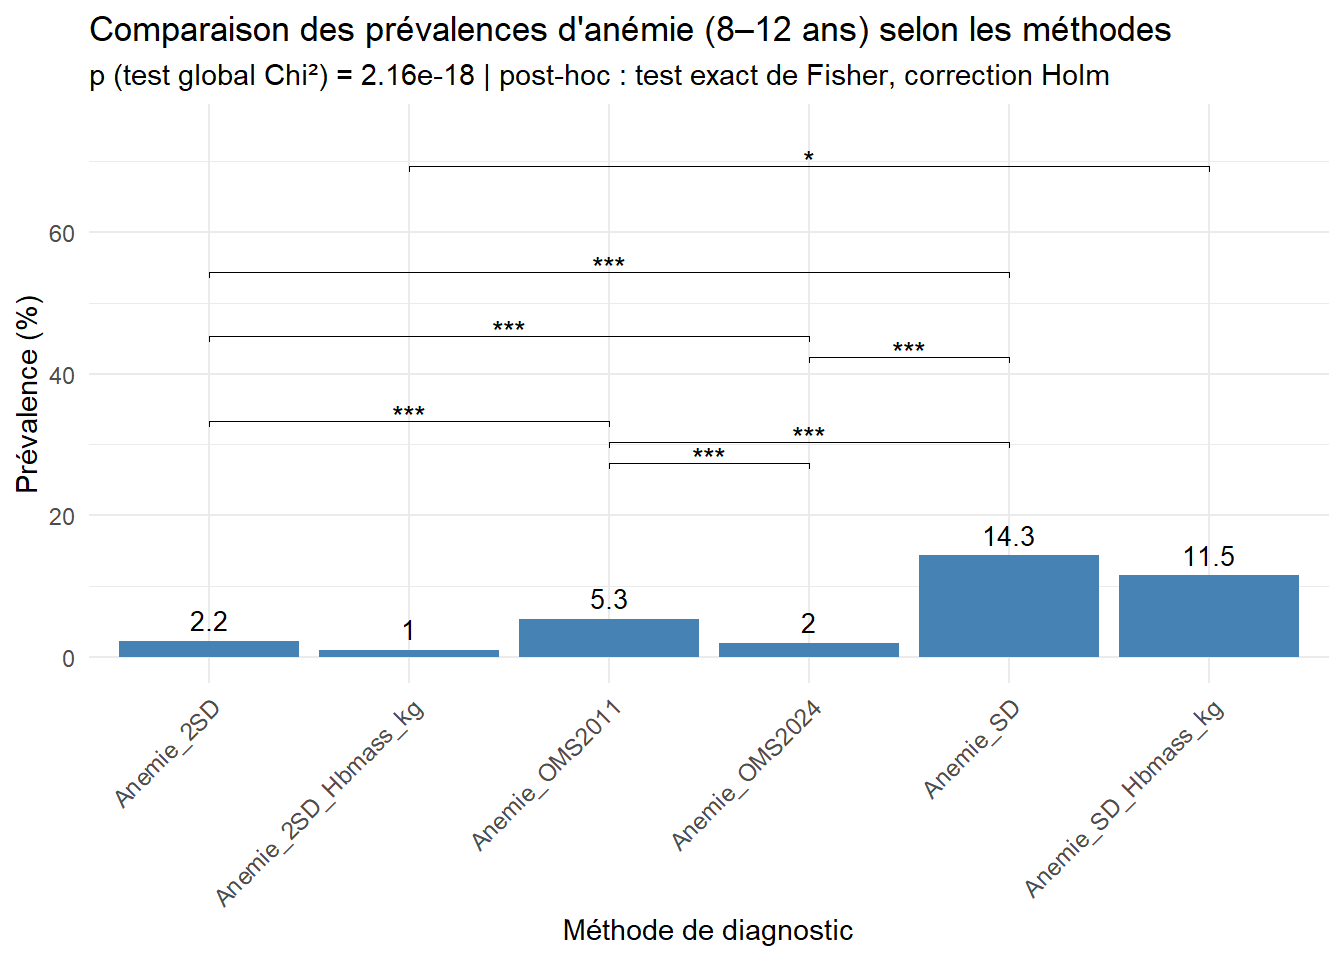 Comparaison des prévalences d'anémie (8–12 ans) selon les méthodes
p (test global Chi²) = 2.16e-18 | post-hoc : test exact de Fisher, correction Holm
*
***
***
***
***
***
***
Prévalence (%)
60
40
20
0
2.2
1
5.3
2
14.3
11.5
Anemie_2SD
Anemie_2SD_Hbmass_kg
Anemie_OMS2011
Anemie_OMS2024
Anemie_SD
Anemie_SD_Hbmass_kg
Méthode de diagnostic